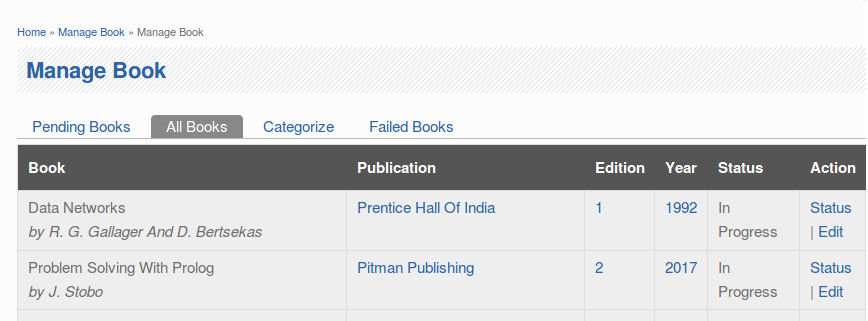 Home » Manage Book » Manage Book
Manage Book
Pending Books All Books Categorize Failed Books
Book Publication Edition Year Status Action
Data Networks Prentice Hall Of India 1 1992 In Status
by R. G. Gallager And D. Bertsekas Progress | Edit
Problem Solving With Prolog Pitman Publishing 2 2017 In Status
by J. Stobo Progress | Edit